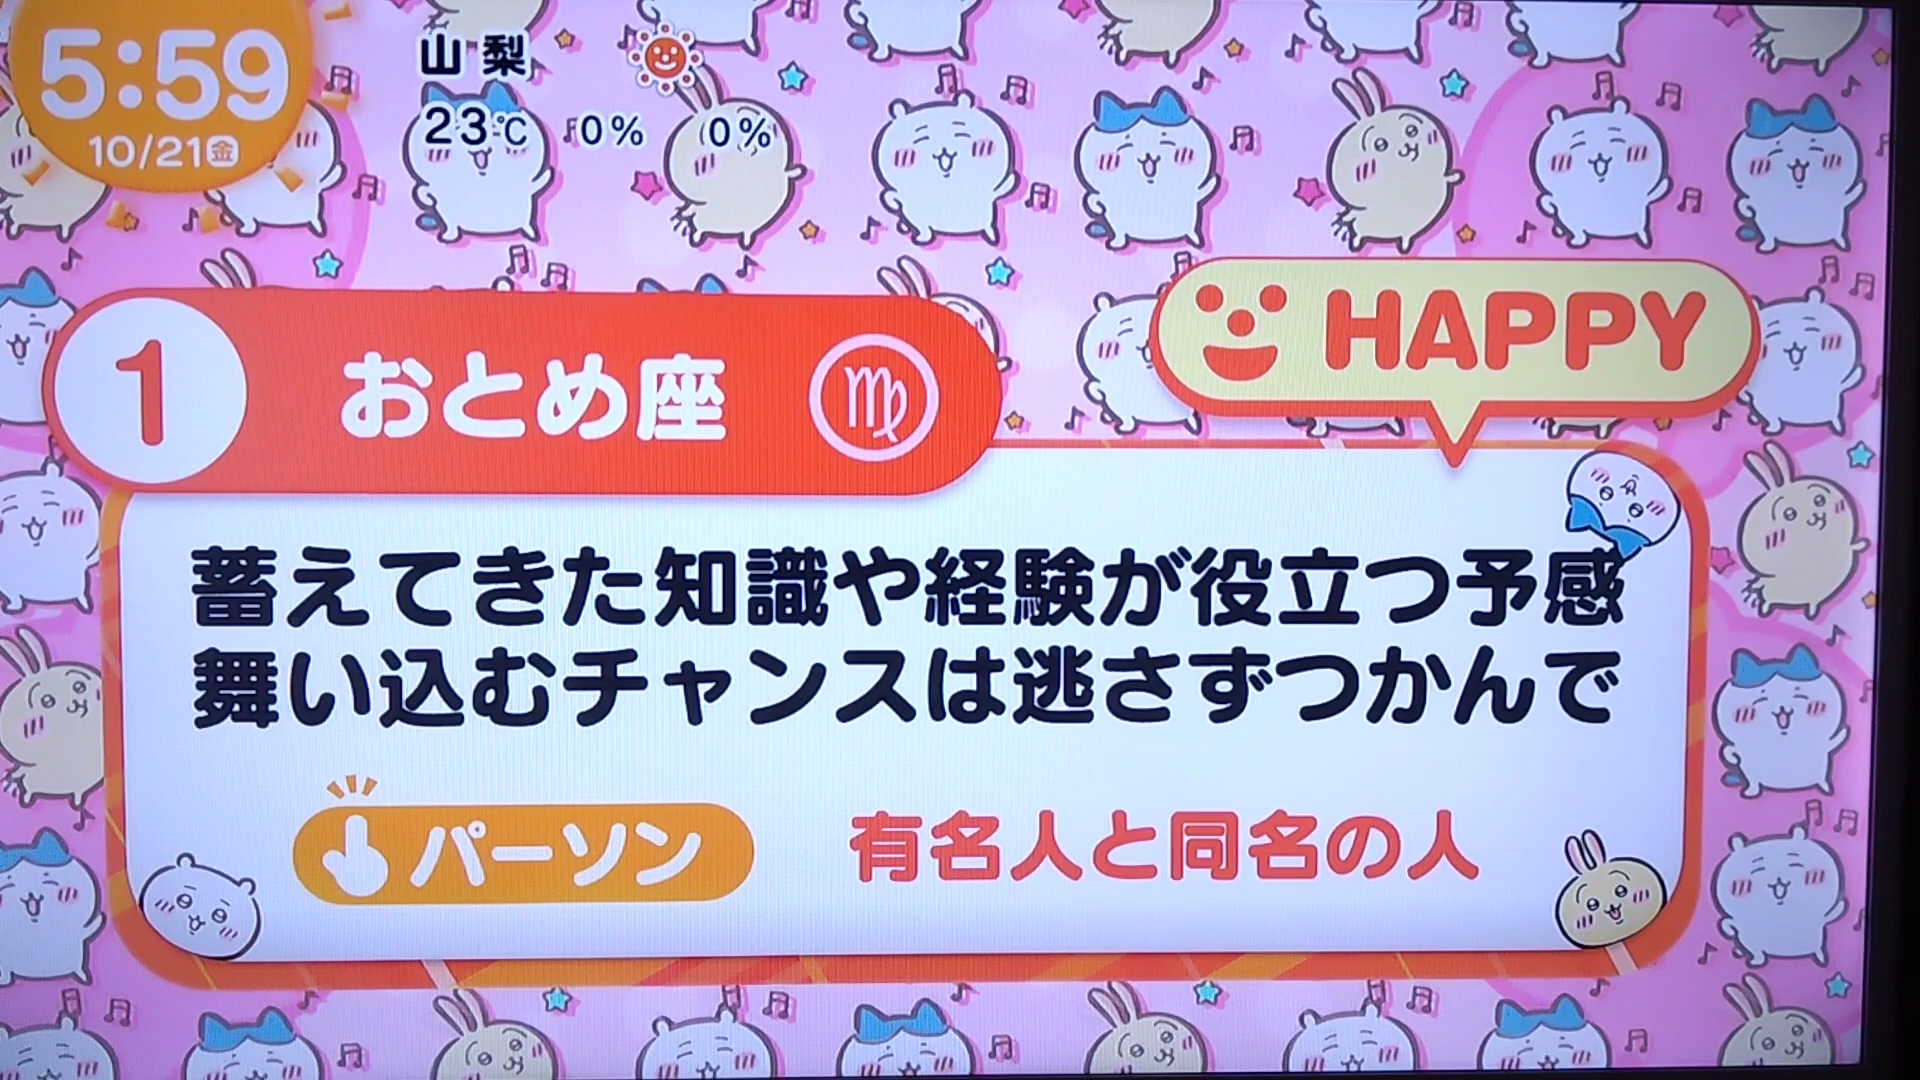 5:59
10/21金
山梨
23℃ 0% 0%
1 おとめ座
HAPPY
蓄えてきた知識や経験が役立つ予感
舞い込むチャンスは逃さずつかんで
パーソン 有名人と同名の人